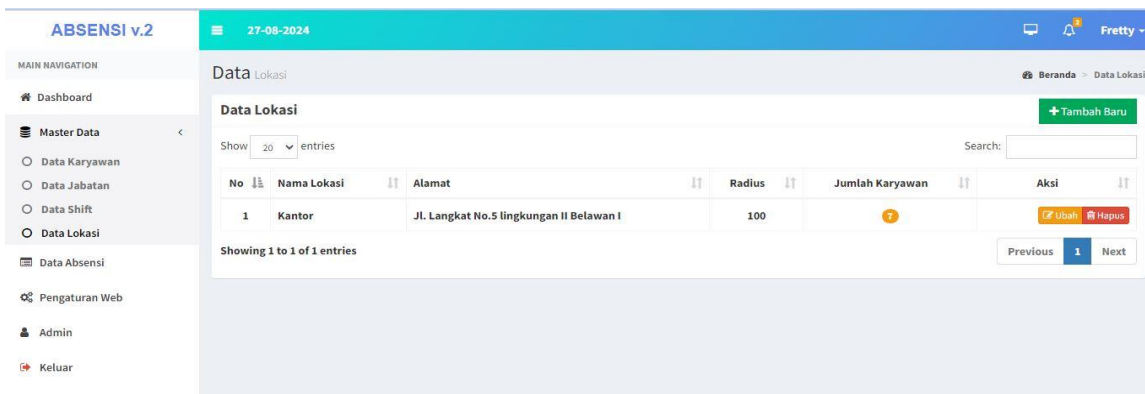 ABSENSI v.2
27-08-2024
Fretty
MAIN NAVIGATION
Dashboard
Master Data
Data Karyawan
Data Jabatan
Data Shift
Data Lokasi
Data Absensi
Pengaturan Web
Admin
Keluar
Data Lokasi
Beranda > Data Lokasi
Data Lokasi
+ Tambah Baru
Show 20 entries
Search:
No Nama Lokasi Alamat Radius Jumlah Karyawan Aksi
1 Kantor Jl. Langkat No.5 lingkungan II Belawan I 100 7 Ubah Hapus
Showing 1 to 1 of 1 entries
Previous 1 Next